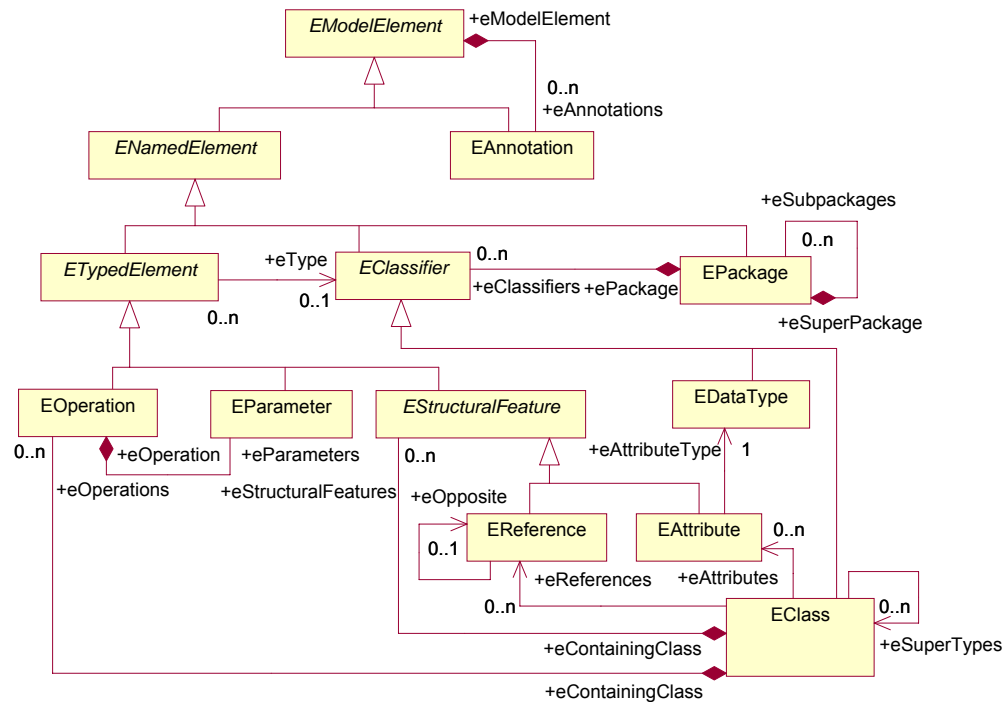 EModelElement
+eModelElement
0..n
+eAnnotations
ENamedElement
EAnnotation
+eSubpackages
0..n
ETypedElement
+eType
0..1
0..n
EClassifier
0..n
+eClassifiers
+ePackage
EPackage
+eSuperPackage
EOperation
0..n
+eOperation
+eOperations
EParameter
+eParameters
EStructuralFeature
0..n
+eStructuralFeatures
EDataType
+eAttributeType
1
+eOpposite
0..1
EReference
+eReferences
0..n
EAttribute
0..n
+eAttributes
EClass
0..n
+eSuperTypes
+eContainingClass
+eContainingClass